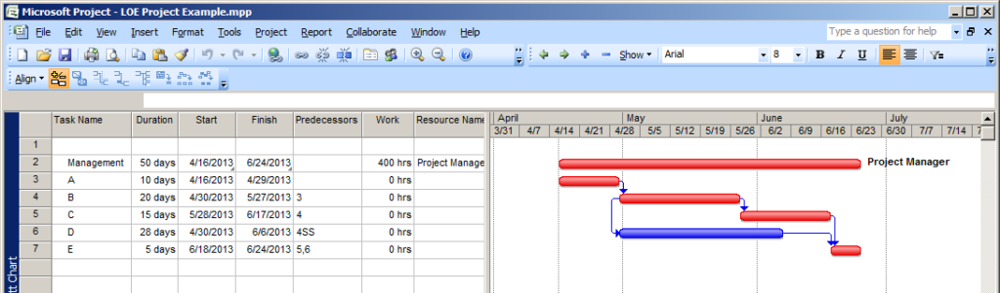 Microsoft Project - LOE Project Example.mpp
File Edit View Insert Format Tools Project Report Collaborate Window Help Type a question for help
Show Arial 8 B I U
Align
Task Name Duration Start Finish Predecessors Work Resource Name April May June July
3/31 4/7 4/14 4/21 4/28 5/5 5/12 5/19 5/26 6/2 6/9 6/16 6/23 6/30 7/7 7/14 7
1
2 Management 50 days 4/16/2013 6/24/2013 400 hrs Project Manage Project Manager
3 A 10 days 4/16/2013 4/29/2013 0 hrs
4 B 20 days 4/30/2013 5/27/2013 3 0 hrs
5 C 15 days 5/28/2013 6/17/2013 4 0 hrs
6 D 28 days 4/30/2013 6/6/2013 4SS 0 hrs
7 E 5 days 6/18/2013 6/24/2013 5,6 0 hrs
tt Chart